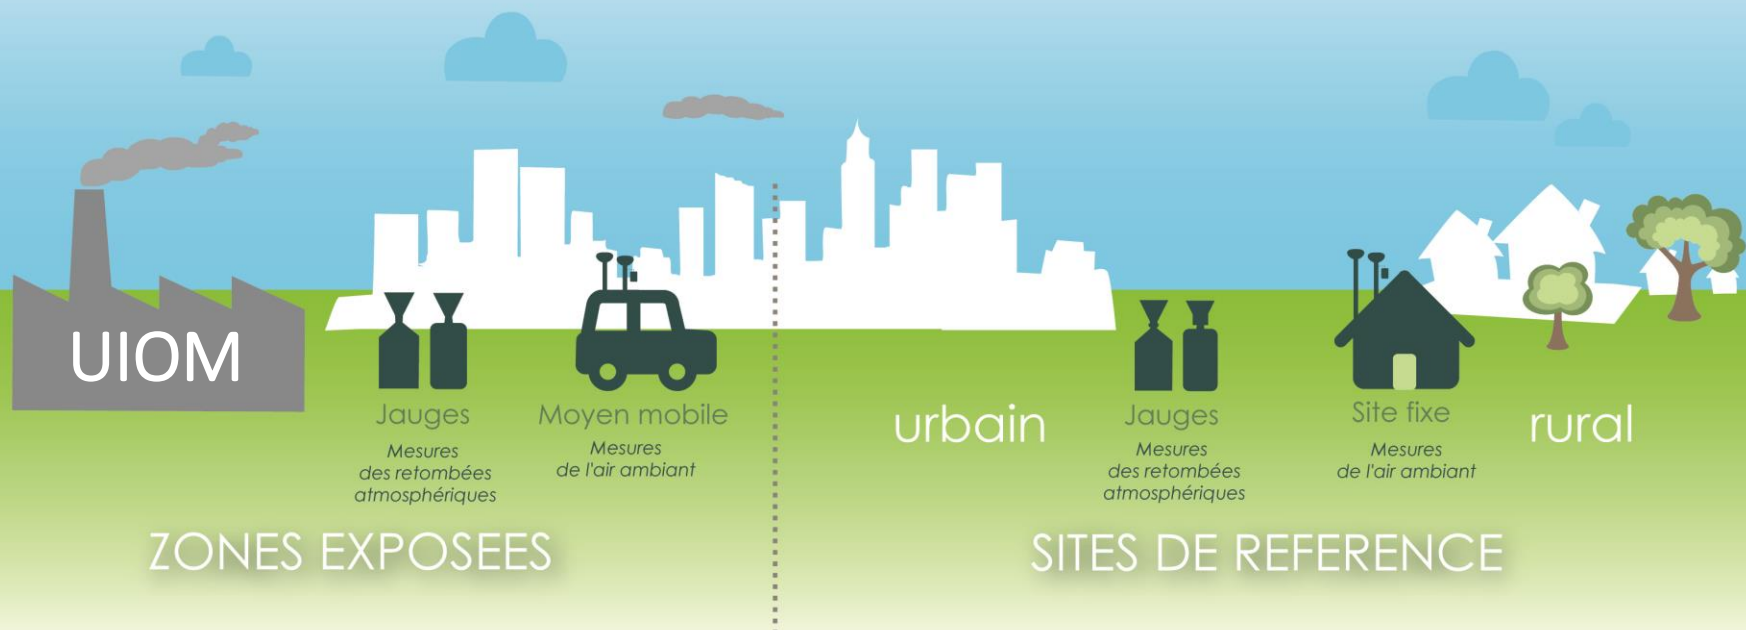 UIOM
Jauges
Mesures
des retombées
atmosphériques
Moyen mobile
Mesures
de l'air ambiant
ZONES EXPOSEES
urbain
Jauges
Mesures
des retombées
atmosphériques
Site fixe
Mesures
de l'air ambiant
rural
SITES DE REFERENCE